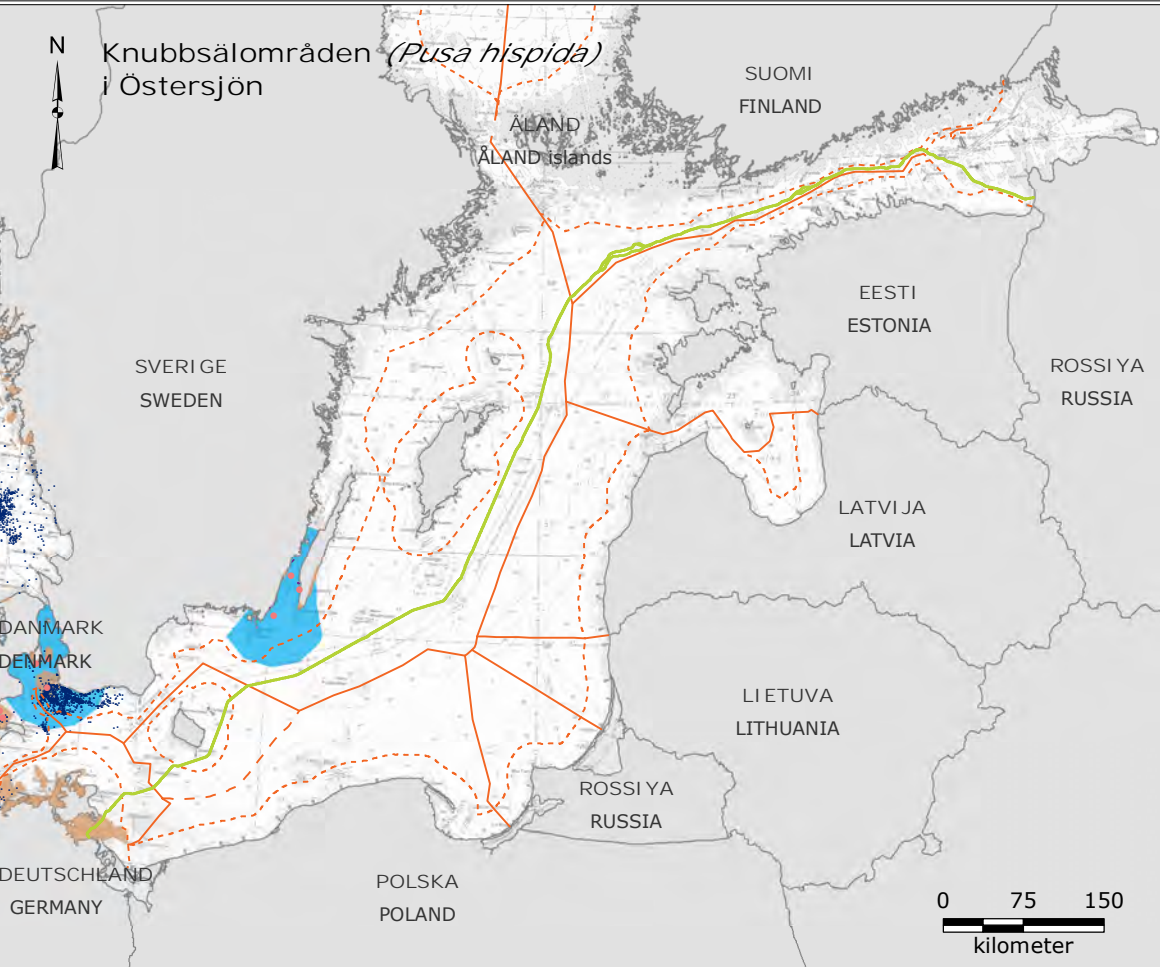 N
Knubbsälområden (Pusa hispida)
i Östersjön
SUOMI
FINLAND
ÅLAND
ÅLAND islands
EESTI
ESTONIA
ROSSIYA
RUSSIA
SVERIGE
SWEDEN
LATVIJA
LATVIA
DANMARK
DENMARK
LIETUVA
LITHUANIA
ROSSIYA
RUSSIA
DEUTSCHLAND
GERMANY
POLSKA
POLAND
0 75 150
kilometer